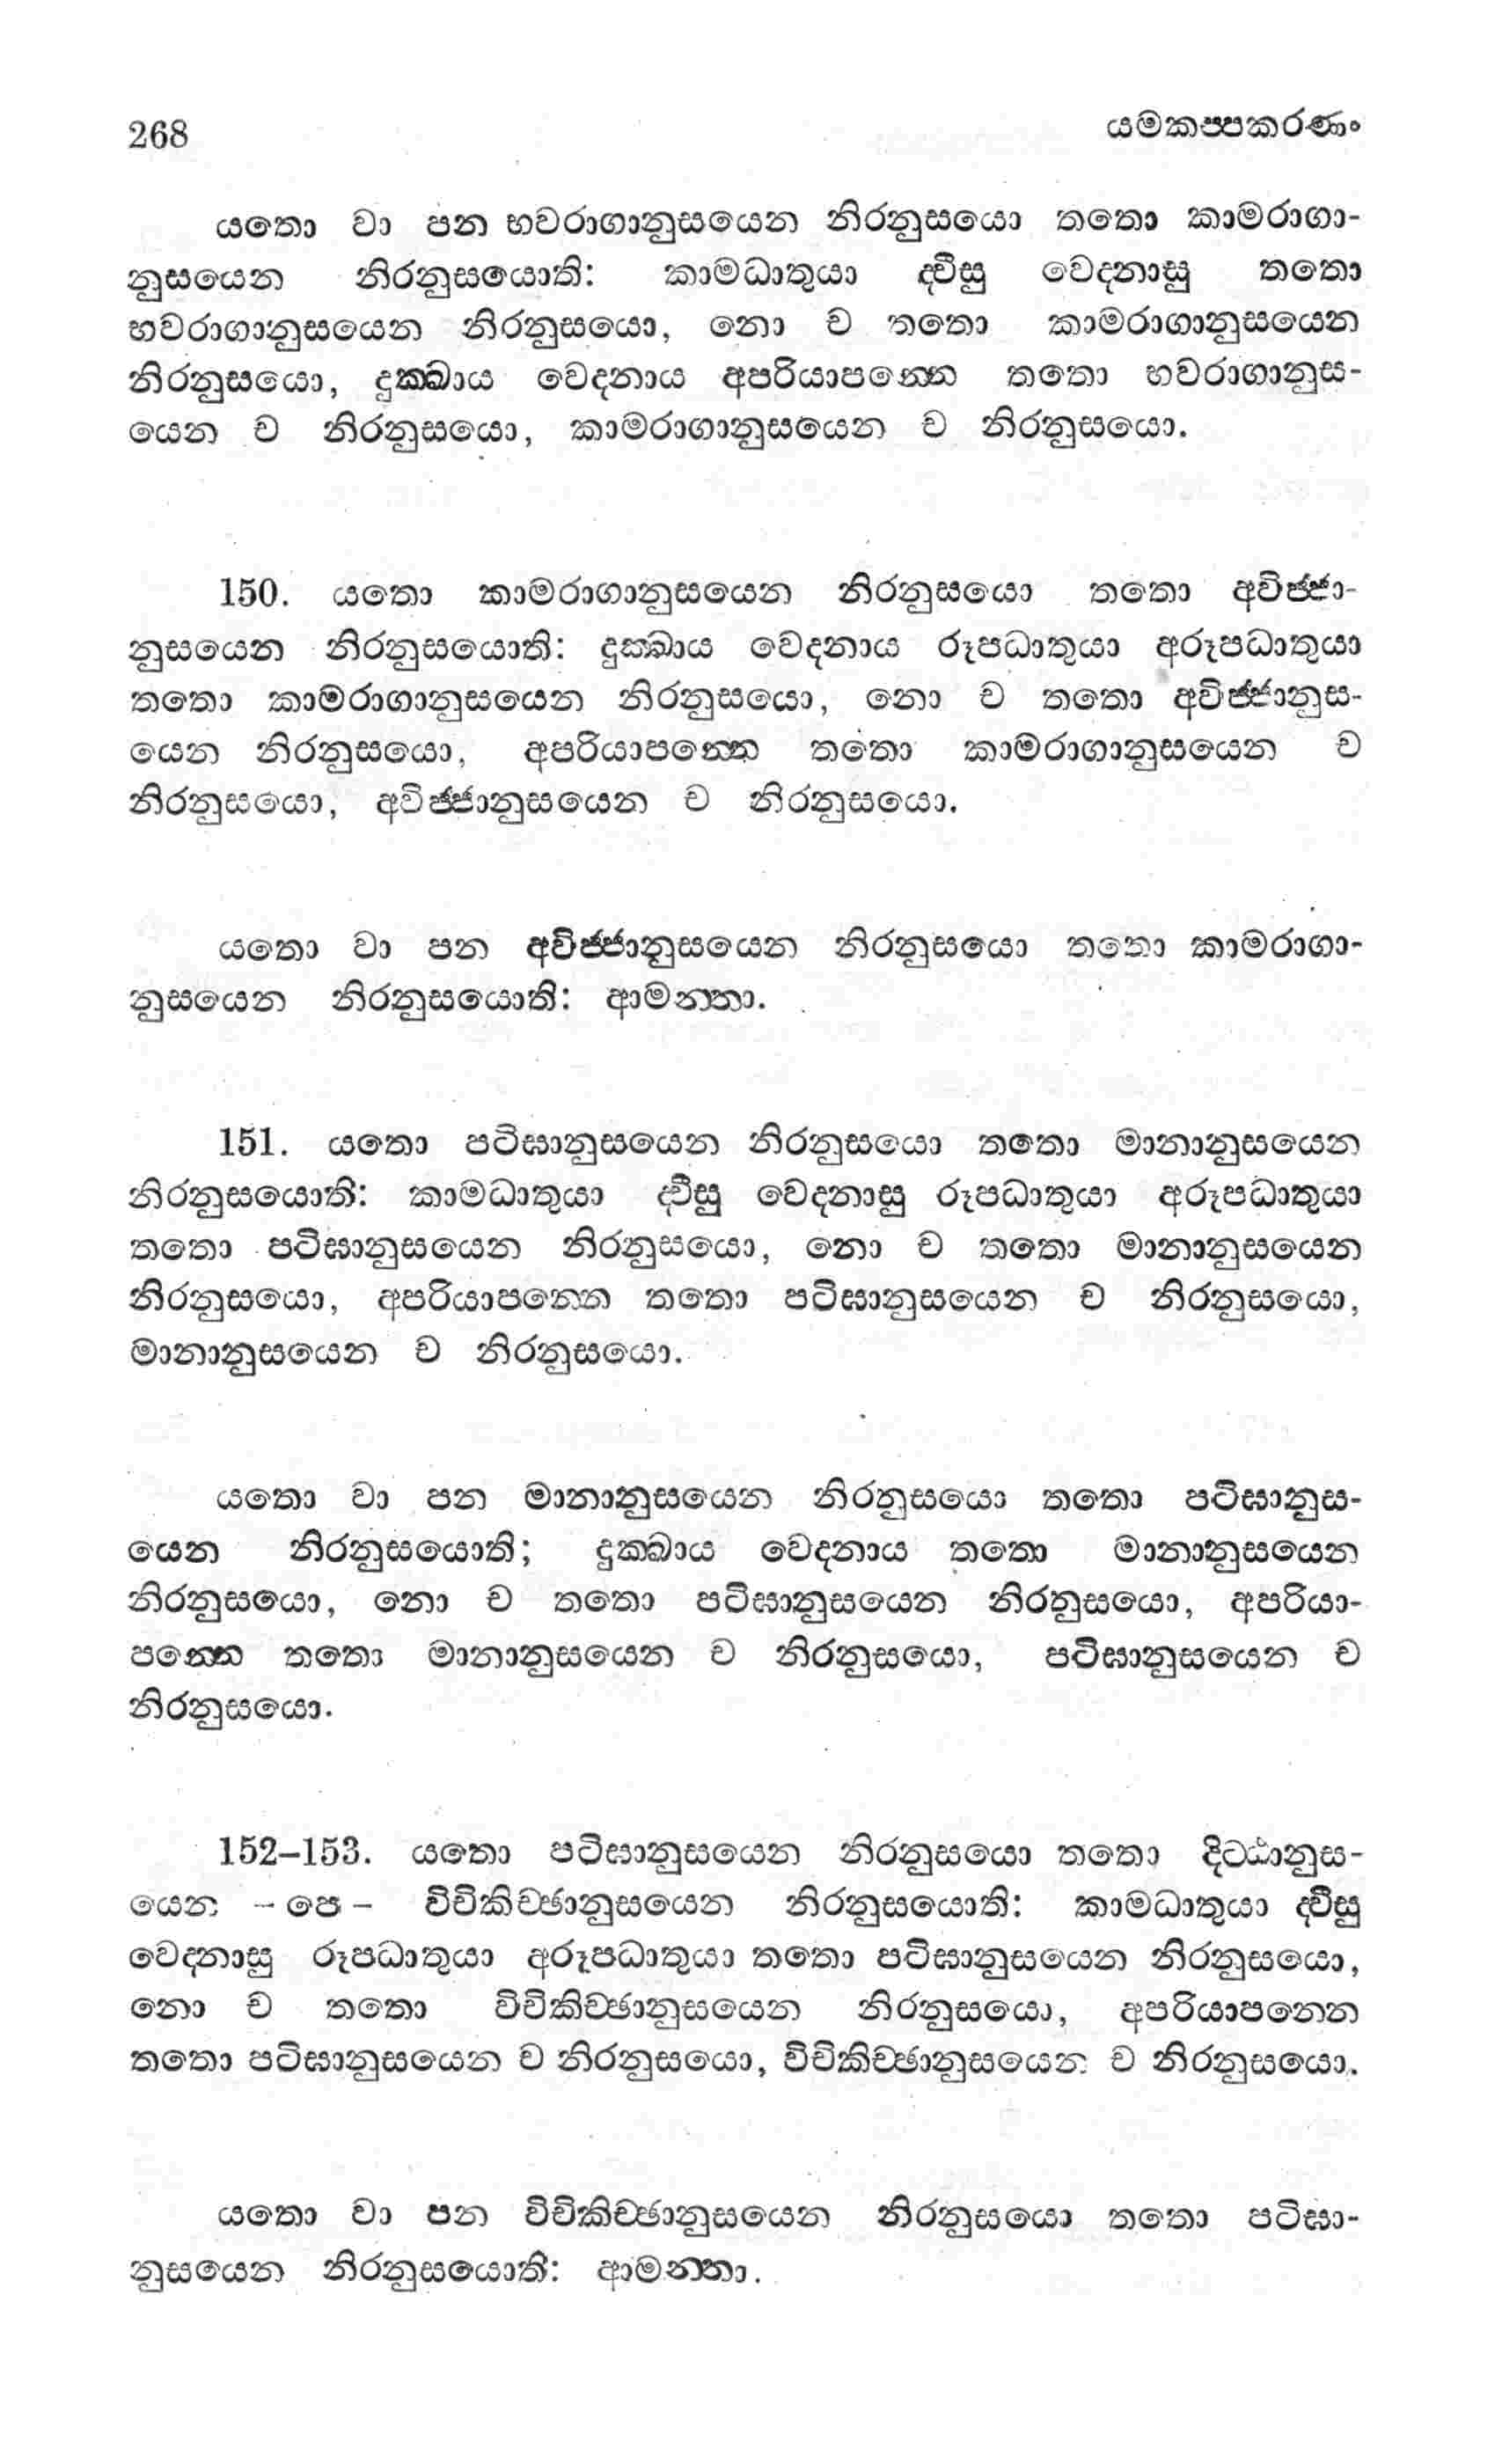 268 යමකප්පකරණං
යතො වා පන භවරාගානුසයෙන නිරනුසයො තතො කාමරාගා-
නුසයෙන නිරනුසයොති: කාමධාතුයා ද්වීසු වෙදනාසු තතො
භවරාගානුසයෙන නිරනුසයො, නො ච තතො කාමරාගානුසයෙන
නිරනුසයො, දුක්ඛාය වෙදනාය අපරියාපන්නෙ තතො භවරාගානුස-
යෙන ච නිරනුසයො, කාමරාගානුසයෙන ච නිරනුසයො.
150. යතො කාමරාගානුසයෙන නිරනුසයො තතො අවිජ්ජා-
නුසයෙන නිරනුසයොති: දුක්ඛාය වෙදනාය රූපධාතුයා අරූපධාතුයා
තතො කාමරාගානුසයෙන නිරනුසයො, නො ච තතො අවිජ්ජානුස-
යෙන නිරනුසයො, අපරියාපන්නෙ තතො කාමරාගානුසයෙන ච
නිරනුසයො, අවිජ්ජානුසයෙන ච නිරනුසයො.
යතො වා පන අවිජ්ජානුසයෙන නිරනුසයො තතො කාමරාගා-
නුසයෙන නිරනුසයොති: ආමන්තා.
151. යතො පටිඝානුසයෙන නිරනුසයො තතො මානානුසයෙන
නිරනුසයොති: කාමධාතුයා ද්වීසු වෙදනාසු රූපධාතුයා අරූපධාතුයා
තතො පටිඝානුසයෙන නිරනුසයො, නො ච තතො මානානුසයෙන
නිරනුසයො, අපරියාපන්නෙ තතො පටිඝානුසයෙන ච නිරනුසයො,
මානානුසයෙන ච නිරනුසයො.
යතො වා පන මානානුසයෙන නිරනුසයො තතො පටිඝානුස-
යෙන නිරනුසයොති; දුක්ඛාය වෙදනාය තතො මානානුසයෙන
නිරනුසයො, නො ච තතො පටිඝානුසයෙන නිරනුසයො, අපරියා-
පන්නෙ තතො මානානුසයෙන ච නිරනුසයො, පටිඝානුසයෙන ච
නිරනුසයො.
152–153. යතො පටිඝානුසයෙන නිරනුසයො තතො දිට්ඨානුස-
යෙන – පෙ – විචිකිච්ඡානුසයෙන නිරනුසයොති: කාමධාතුයා ද්වීසු
වෙදනාසු රූපධාතුයා අරූපධාතුයා තතො පටිඝානුසයෙන නිරනුසයො,
නො ච තතො විචිකිච්ඡානුසයෙන නිරනුසයො, අපරියාපන්නෙ
තතො පටිඝානුසයෙන ච නිරනුසයො, විචිකිච්ඡානුසයෙන ච නිරනුසයො.
යතො වා පන විචිකිච්ඡානුසයෙන නිරනුසයො තතො පටිඝා-
නුසයෙන නිරනුසයොති: ආමන්තා.